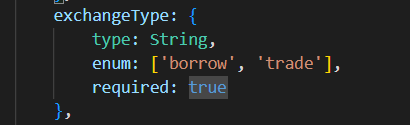 exchangeType: {
type: String,
enum: ['borrow', 'trade'],
required: true
},